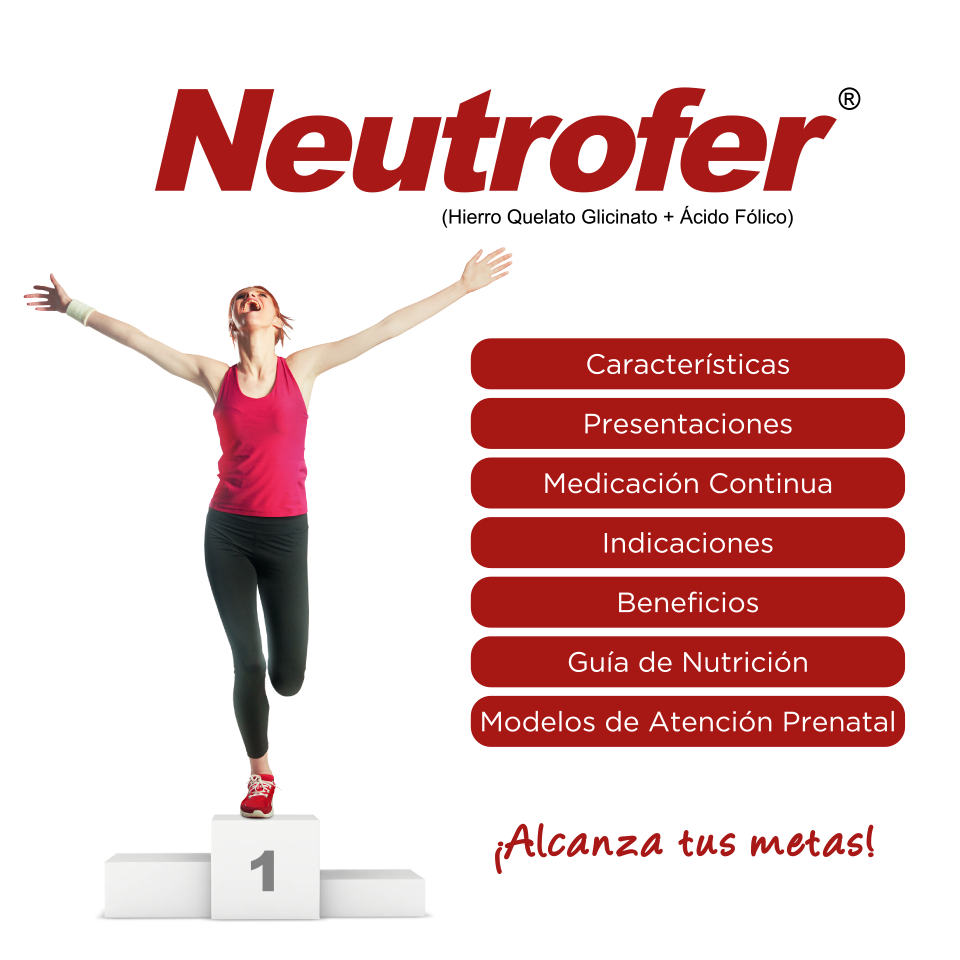 Neutrofer®
(Hierro Quelato Glicinato + Ácido Fólico)
Características
Presentaciones
Medicación Continua
Indicaciones
Beneficios
Guía de Nutrición
Modelos de Atención Prenatal
¡Alcanza tus metas!
1